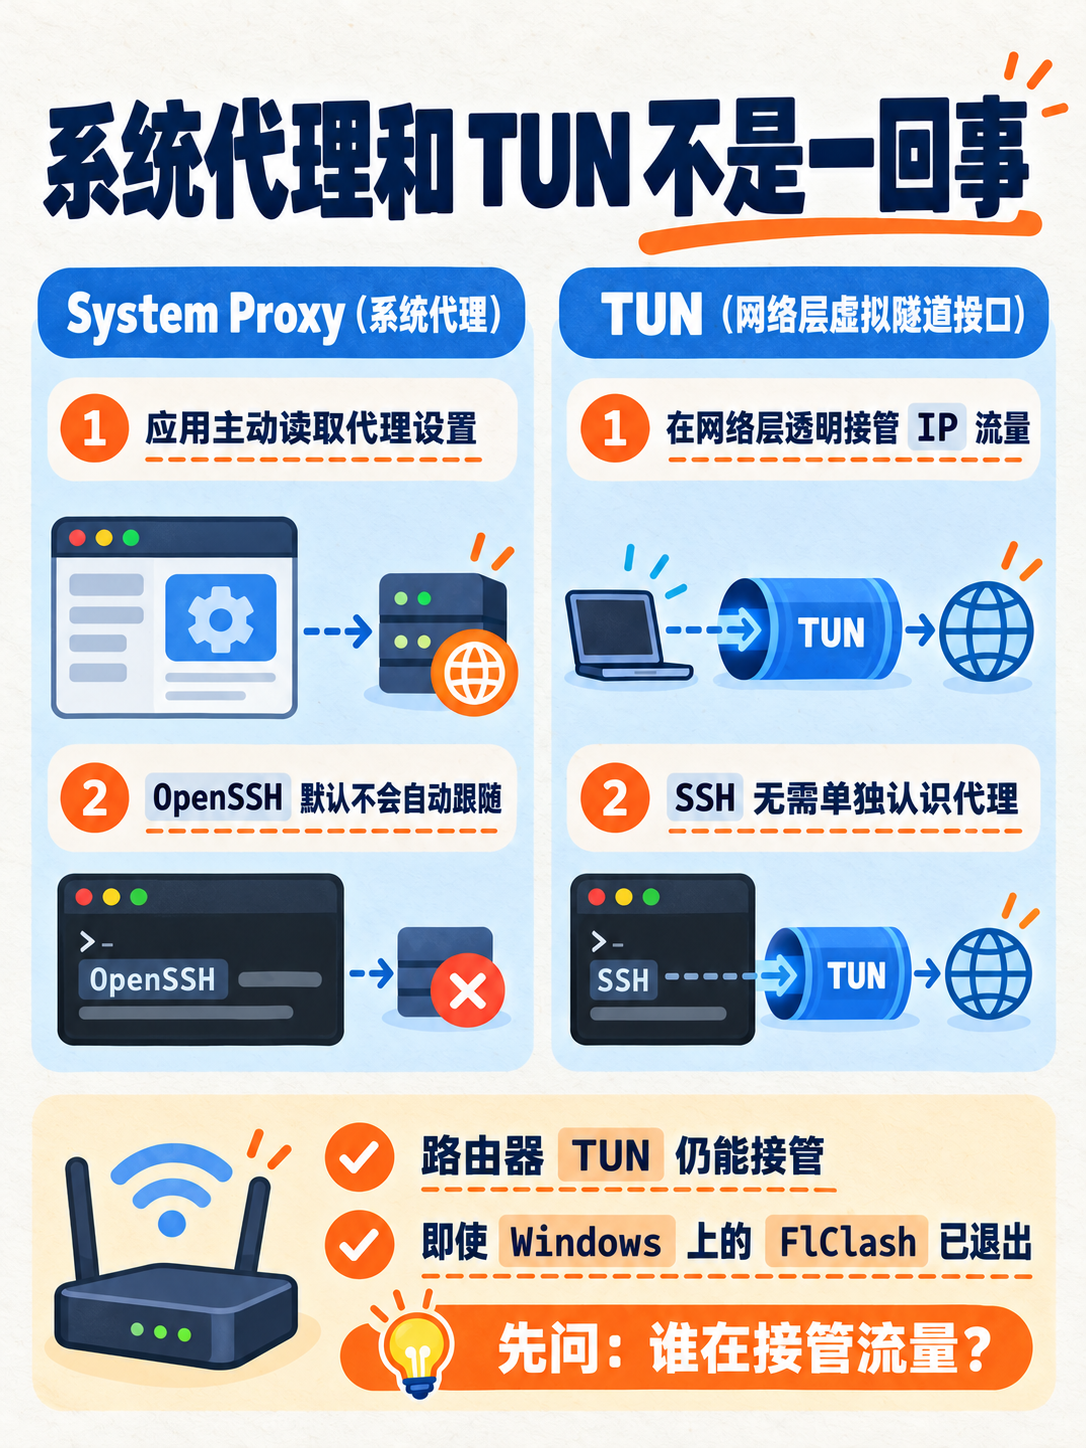 系统代理和 TUN 不是一回事
System Proxy (系统代理)
1 应用主动读取代理设置
2 OpenSSH 默认不会自动跟随
>_
OpenSSH
TUN (网络层虚拟隧道接口)
1 在网络层透明接管 IP 流量
TUN
2 SSH 无需单独认识代理
>_
SSH
TUN
路由器 TUN 仍能接管
即使 Windows 上的 FlClash 已退出
先问：谁在接管流量？